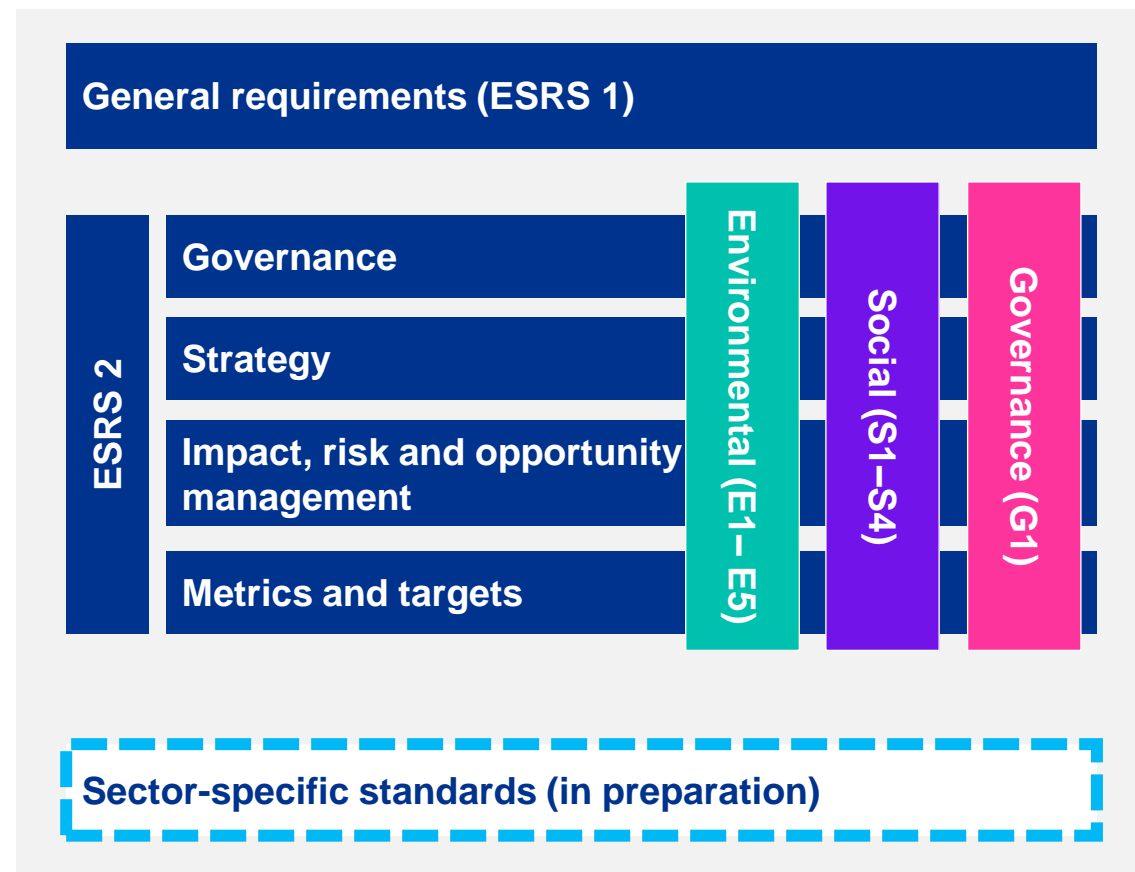 General requirements (ESRS 1)
ESRS 2
Governance
Strategy
Impact, risk and opportunity
management
Metrics and targets
Environmental (E1– E5)
Social (S1–S4)
Governance (G1)
Sector-specific standards (in preparation)